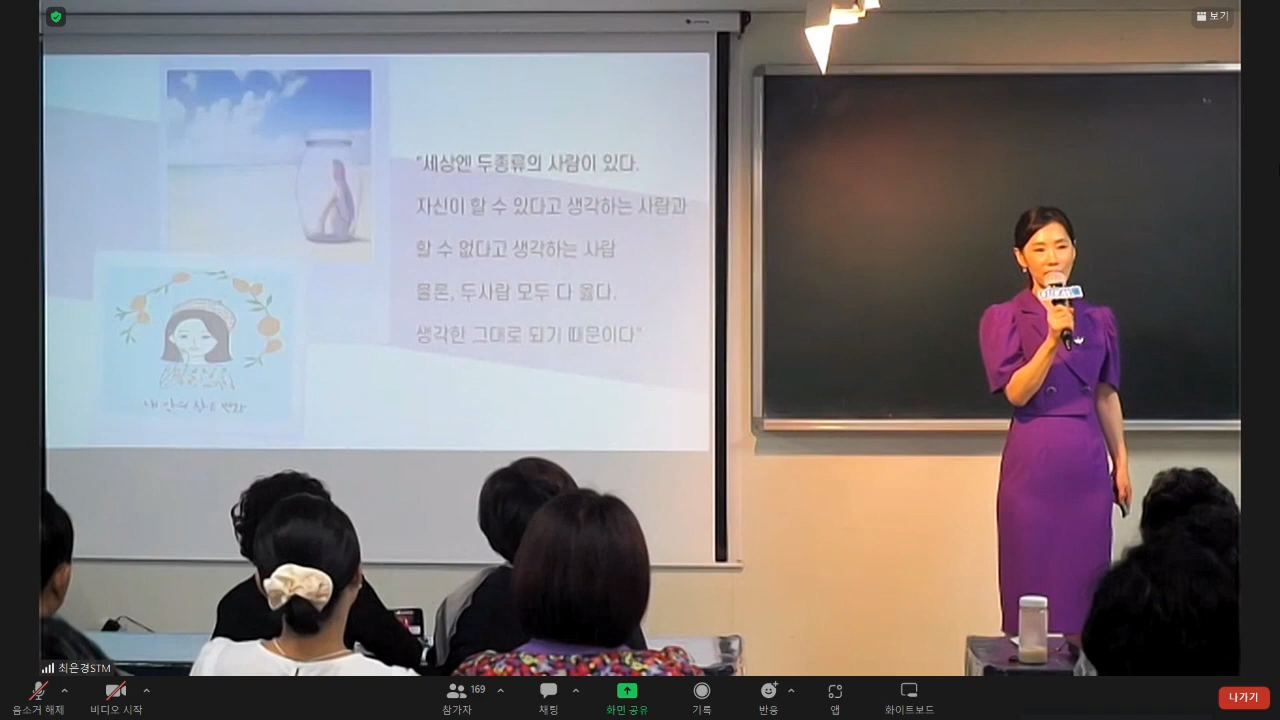 보기
"세상엔 두종류의 사람이 있다.
자신이 할 수 있다고 생각하는 사람과
할 수 없다고 생각하는 사람
물론, 두사람 모두 다 옳다.
생각한 그대로 되기 때문이다"
최은경STM
음소거 해제
비디오 시작
169
참가자
채팅
화면 공유
기록
반응
앱
화이트보드
나가기